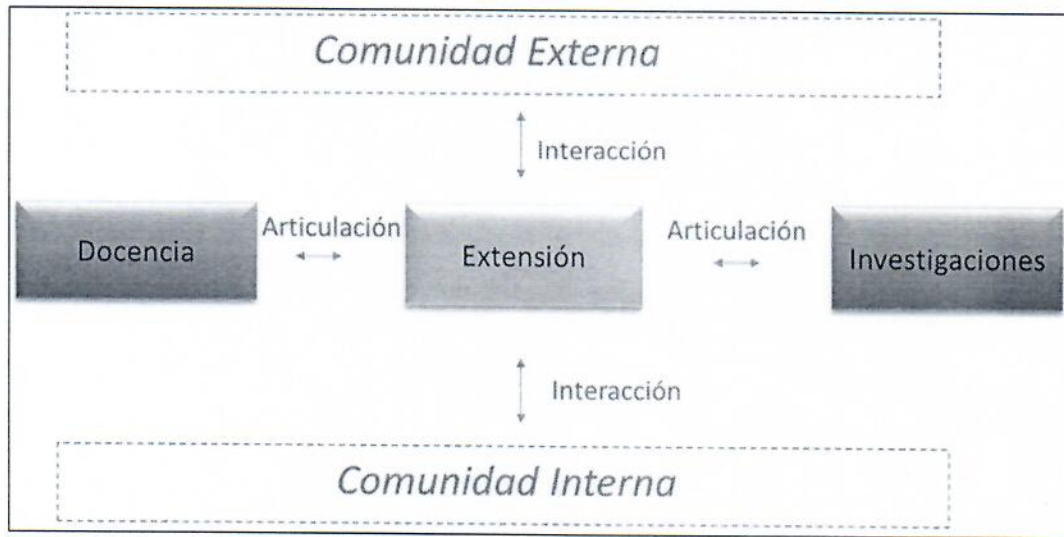 Comunidad Externa
Interacción
Articulación
Articulación
Docencia
Extensión
Investigaciones
Interacción
Comunidad Interna